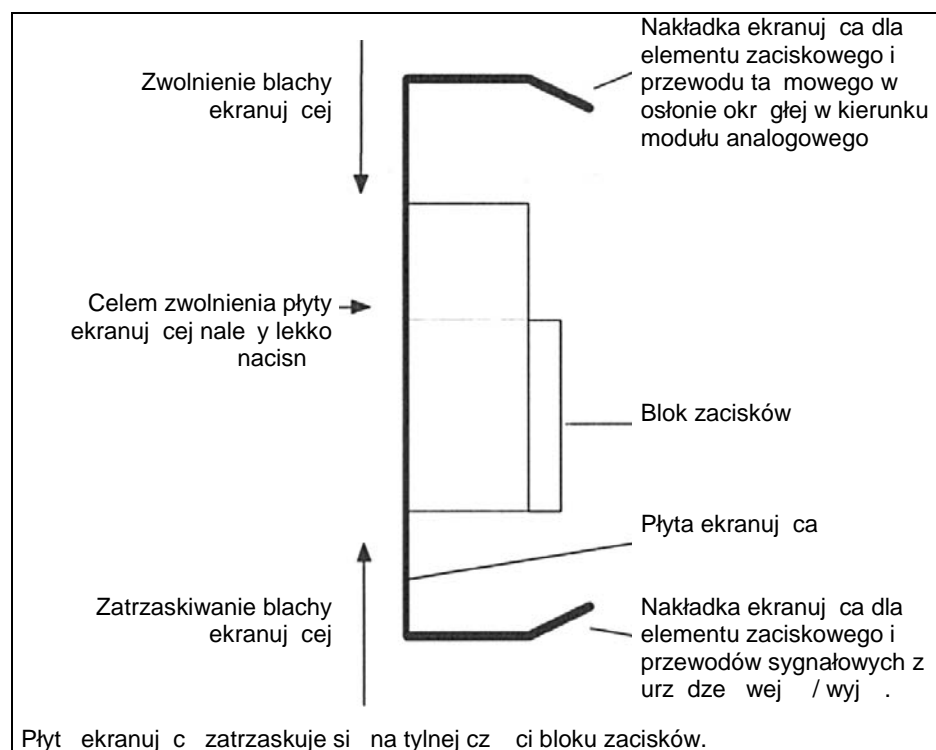 Nakładka ekranuj ca dla
elementu zaciskowego i
przewodu ta mowego w
osłonie okr głej w kierunku
modułu analogowego
Zwolnienie blachy
ekranuj cej
Celem zwolnienia płyty
ekranuj cej nale y lekko
nacisn
Blok zacisków
Płyta ekranuj ca
Zatrzaskiwanie blachy
ekranuj cej
Nakładka ekranuj ca dla
elementu zaciskowego i
przewodów sygnałowych z
urz dze wej / wyj .
Płyt ekranuj c zatrzaskuje si na tylnej cz ci bloku zacisków.